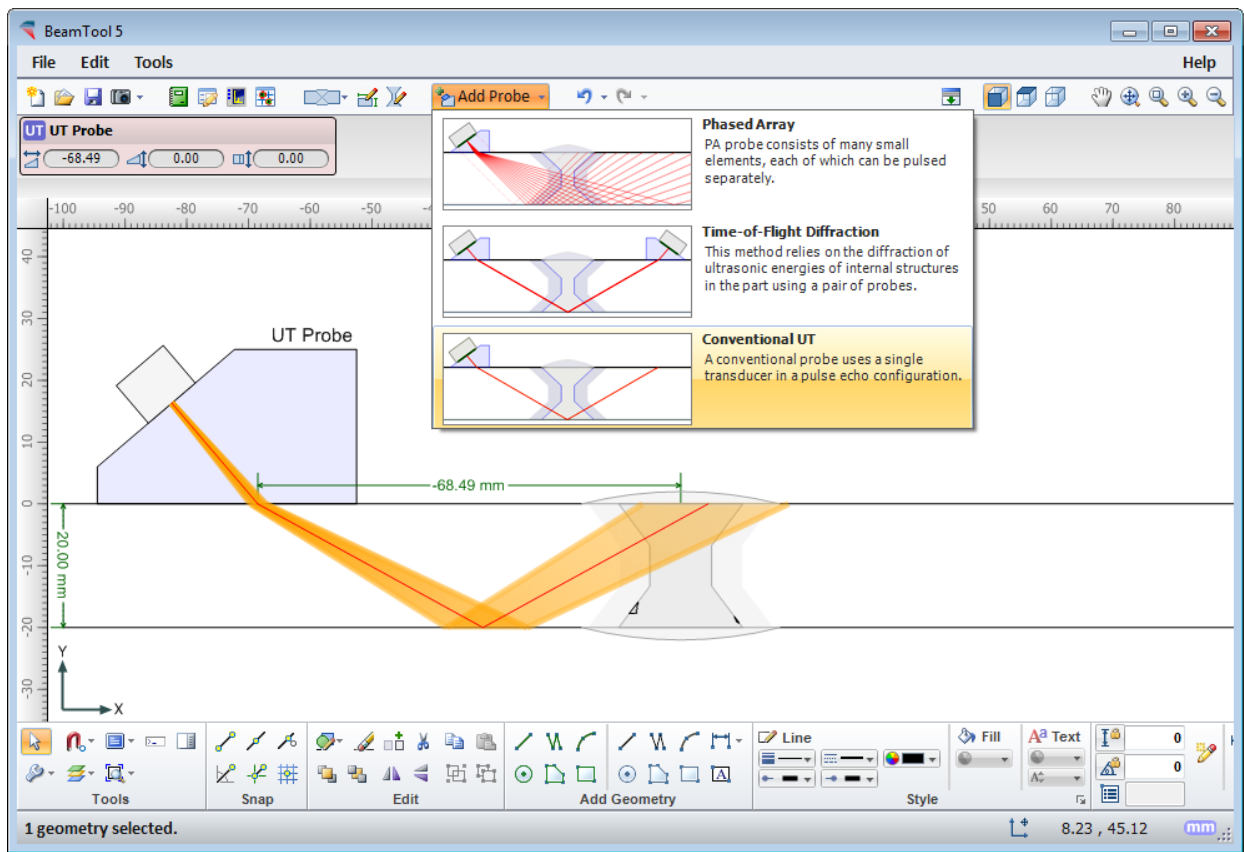 BeamTool 5
File Edit Tools Help
Add Probe
UT UT Probe
-68.49 0.00 0.00
Phased Array
PA probe consists of many small
elements, each of which can be pulsed
separately.
Time-of-Flight Diffraction
This method relies on the diffraction of
ultrasonic energies of internal structures
in the part using a pair of probes.
Conventional UT
A conventional probe uses a single
transducer in a pulse echo configuration.
-100 -90 -80 -70 -60 -50 50 60 70 80
40
30
20
10
0
-10
-20
-30
UT Probe
-68.49 mm
20.00 mm
Y
X
Line Fill Aa Text 0
A 0
Tools Snap Edit Add Geometry Style
1 geometry selected. 8.23 , 45.12 mm